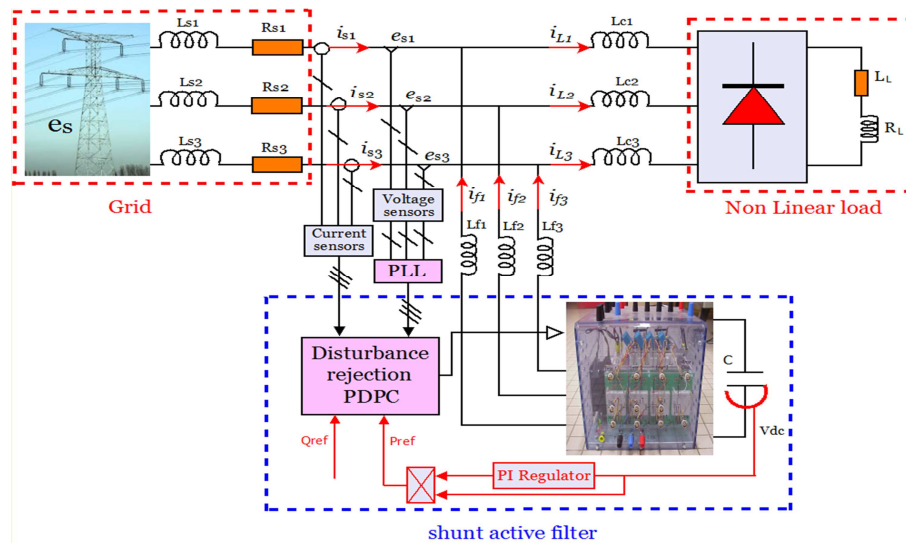 Ls1 Rs1 is1 es1 iL1 Lc1
Ls2 Rs2 is2 es2 iL2 Lc2
es
Ls3 Rs3 is3 es3 iL3 Lc3
LL
RL
Grid
Non Linear load
Voltage
sensors
if1 if2 if3
Current
sensors
Lf1 Lf2 Lf3
PLL
Disturbance
rejection
PDPC
C
Vdc
Qref
Pref
PI Regulator
shunt active filter